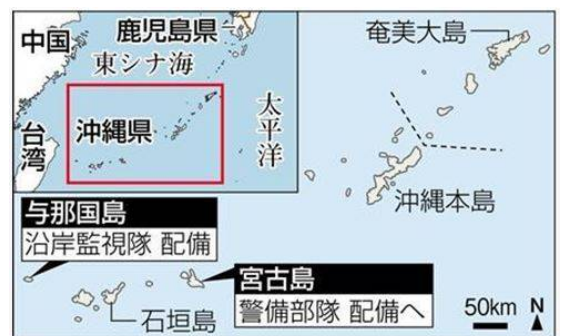 中国
鹿児島県
東シナ海
台湾
沖縄県
太平洋
奄美大島
沖縄本島
与那国島
沿岸監視隊 配備
宮古島
警備部隊 配備へ
石垣島
50km N